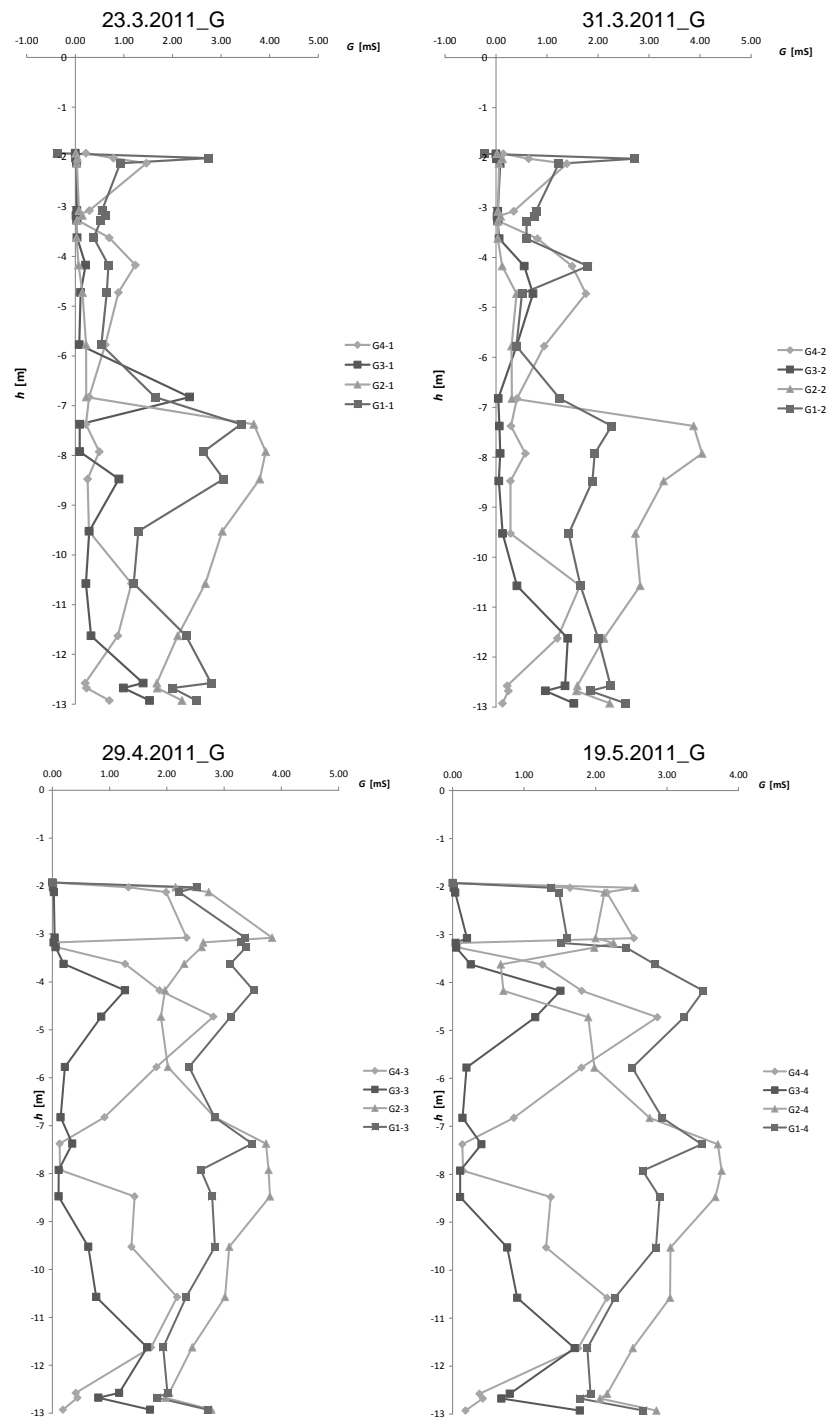 23.3.2011_G
-1.00 0.00 1.00 2.00 3.00 4.00 5.00
G [mS]
0
-1
-2
-3
-4
-5
-6
-7
-8
-9
-10
-11
-12
-13
h [m]
G4-1
G3-1
G2-1
G1-1
31.3.2011_G
-1.00 0.00 1.00 2.00 3.00 4.00 5.00
G [mS]
0
-1
-2
-3
-4
-5
-6
-7
-8
-9
-10
-11
-12
-13
h [m]
G4-2
G3-2
G2-2
G1-2
29.4.2011_G
0.00 1.00 2.00 3.00 4.00 5.00
G [mS]
0
-1
-2
-3
-4
-5
-6
-7
-8
-9
-10
-11
-12
-13
h [m]
G4-3
G3-3
G2-3
G1-3
19.5.2011_G
0.00 1.00 2.00 3.00 4.00
G [mS]
0
-1
-2
-3
-4
-5
-6
-7
-8
-9
-10
-11
-12
-13
h [m]
G4-4
G3-4
G2-4
G1-4